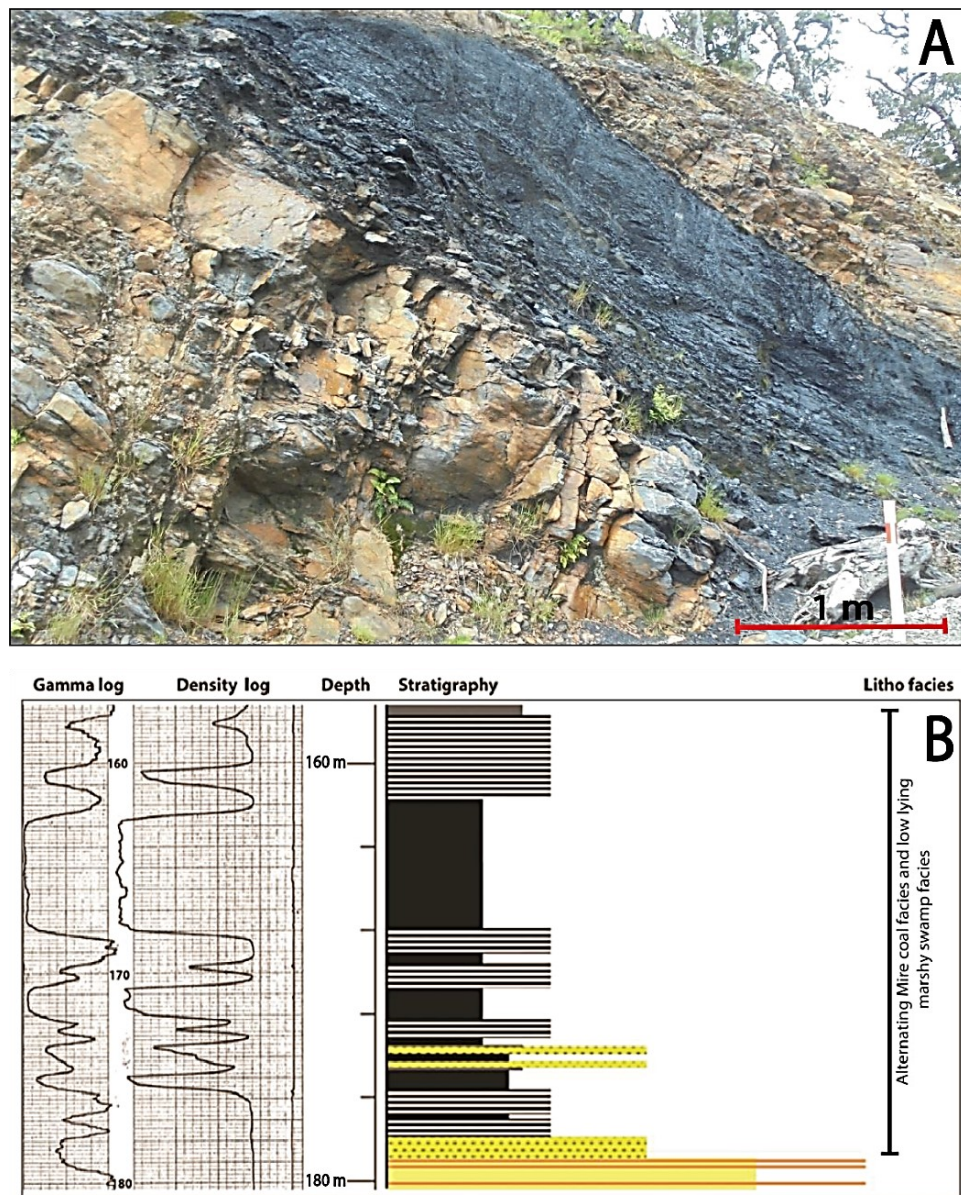 A
1 m
Gamma log Density log Depth Stratigraphy Litho facies
B
160 160 m
170
180 180 m
Alternating Mire coal facies and low lying
marshy swamp facies